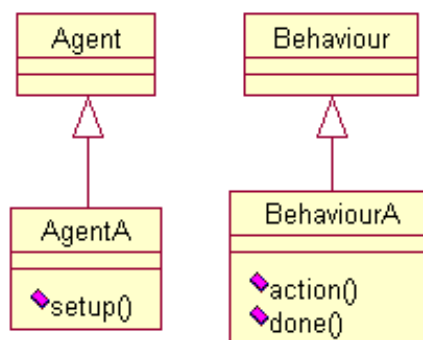 Agent
Behaviour
AgentA
setup()
BehaviourA
action()
done()